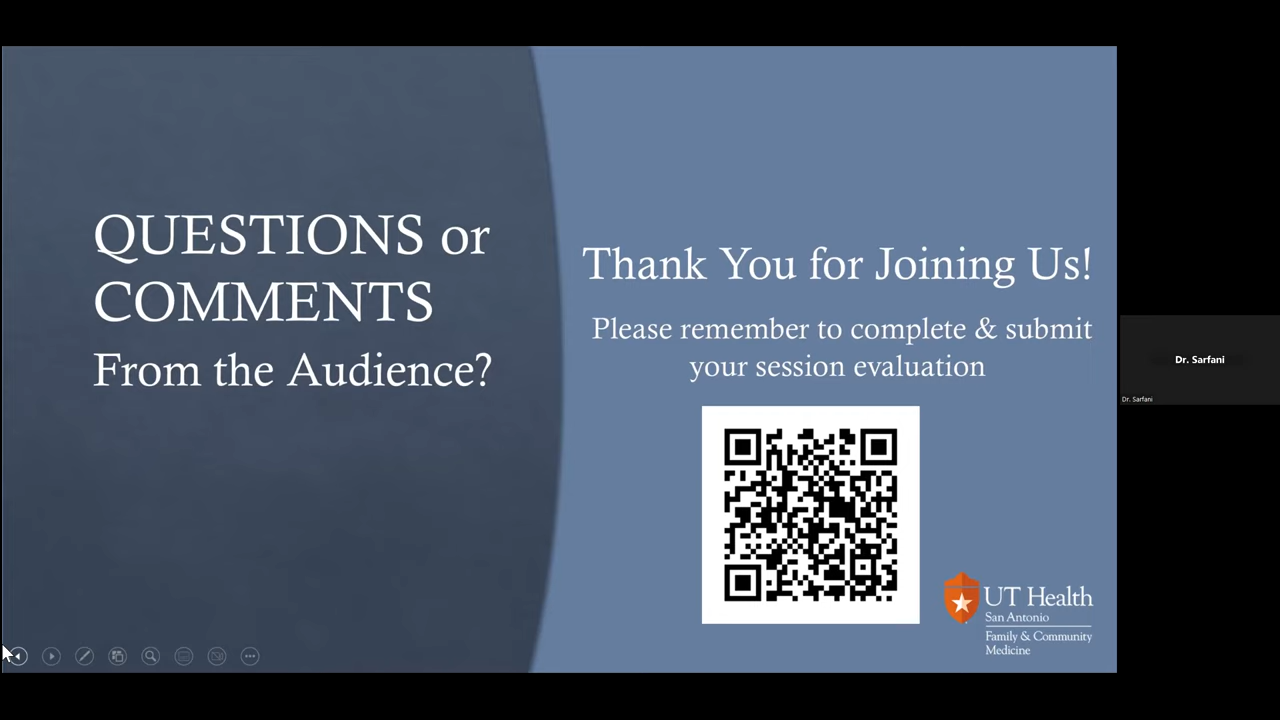 QUESTIONS or
COMMENTS
From the Audience?
Thank You for Joining Us!
Please remember to complete & submit
your session evaluation
UT Health
San Antonio
Family & Community
Medicine
Dr. Sarfani
Dr. Sarfani